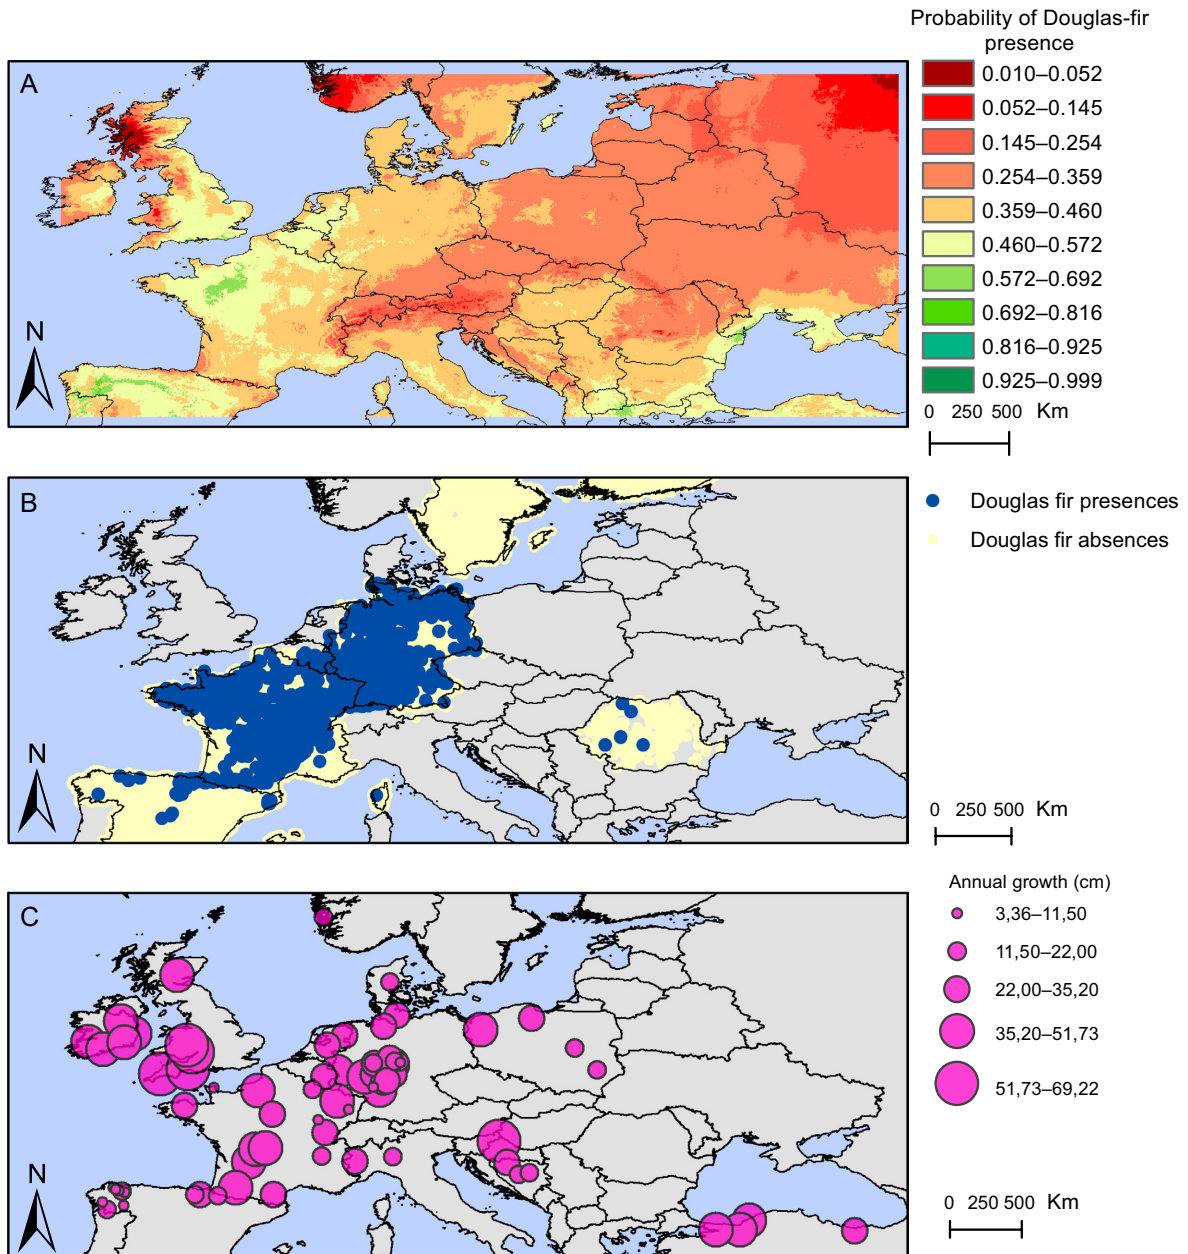 Probability of Douglas-fir
presence
A
0.010–0.052
0.052–0.145
0.145–0.254
0.254–0.359
0.359–0.460
0.460–0.572
0.572–0.692
0.692–0.816
0.816–0.925
0.925–0.999
N
0 250 500 Km
B
Douglas fir presences
Douglas fir absences
N
0 250 500 Km
C
Annual growth (cm)
3,36–11,50
11,50–22,00
22,00–35,20
35,20–51,73
51,73–69,22
N
0 250 500 Km